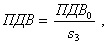 ПДВ = ПДВ₀ / s₃ ,